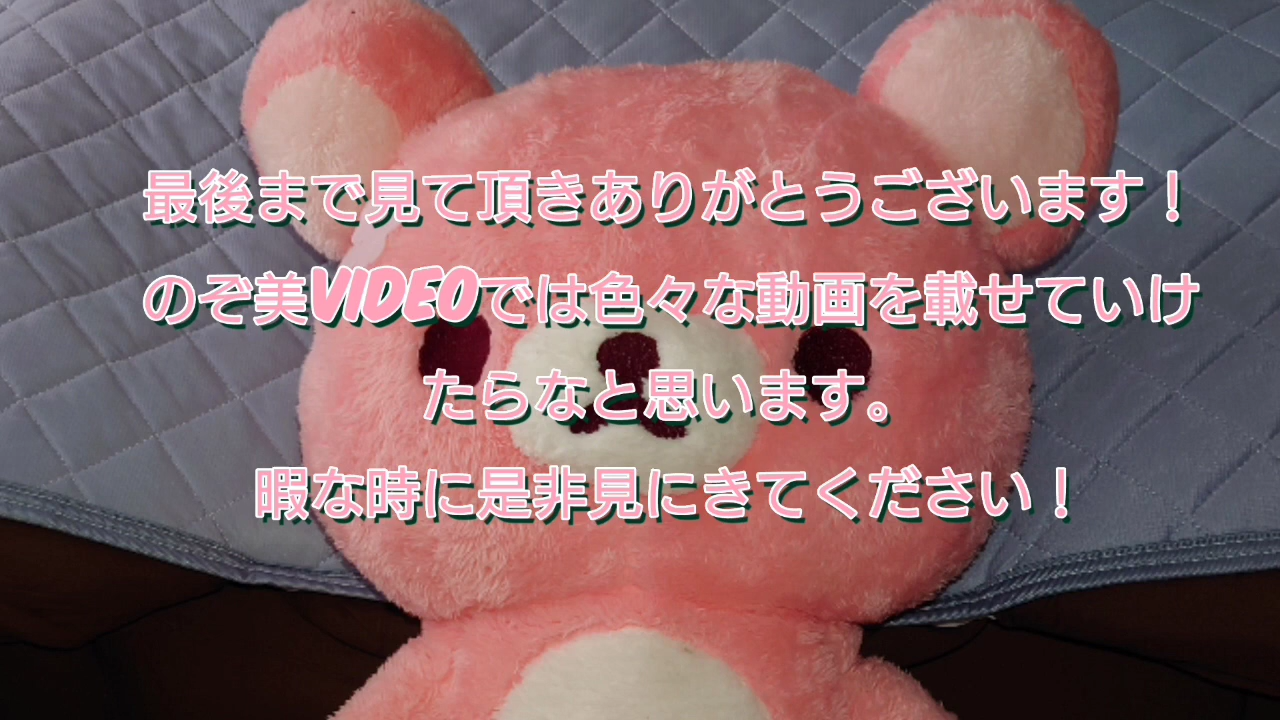 最後まで見て頂きありがとうございます！
のぞ美VIDEOでは色々な動画を載せていけ
たらなと思います。
暇な時に是非見にきてください！